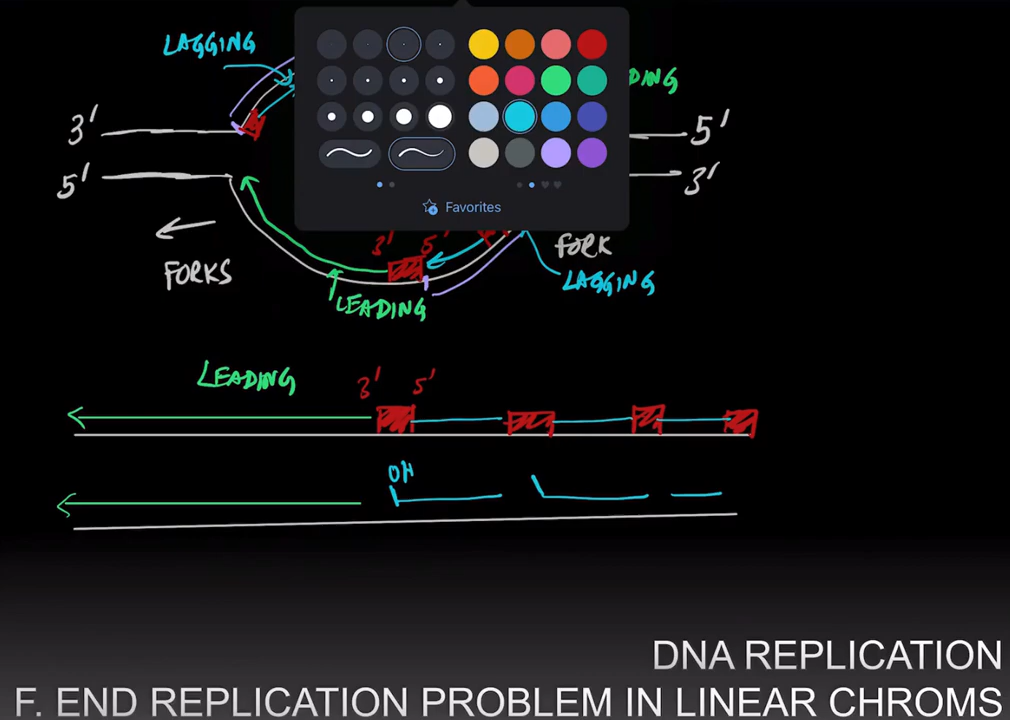 LAGGING
DING
3'
5'
5'
3'
Favorites
3' 5'
FORK
FORKS
LAGGING
LEADING
LEADING
3' 5'
OH
DNA REPLICATION
F. END REPLICATION PROBLEM IN LINEAR CHROMS